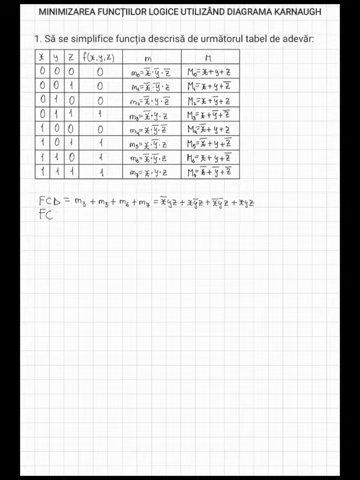 MINIMIZAREA FUNCȚIILOR LOGICE UTILIZÂND DIAGRAMA KARNAUGH
1. Să se simplifice funcția descrisă de următorul tabel de adevăr:
x y z f(x,y,z) m M
0 0 0 0 m₀=x̅·y̅·z̅ M₀=x+y+z
0 0 1 0 m₁=x̅·y̅·z M₁=x+y+z̅
0 1 0 0 m₂=x̅·y·z̅ M₂=x+y̅+z
0 1 1 1 m₃=x̅·y·z M₃=x+y̅+z̅
1 0 0 0 m₄=x·y̅·z̅ M₄=x̅+y+z
1 0 1 1 m₅=x·y̅·z M₅=x̅+y+z̅
1 1 0 1 m₆=x·y·z̅ M₆=x̅+y̅+z
1 1 1 1 m₇=x·y·z M₇=x̅+y̅+z̅
FCD = m₃ + m₅ + m₆ + m₇ = x̅yz + xy̅z + x̅y̅z + xyz
FC